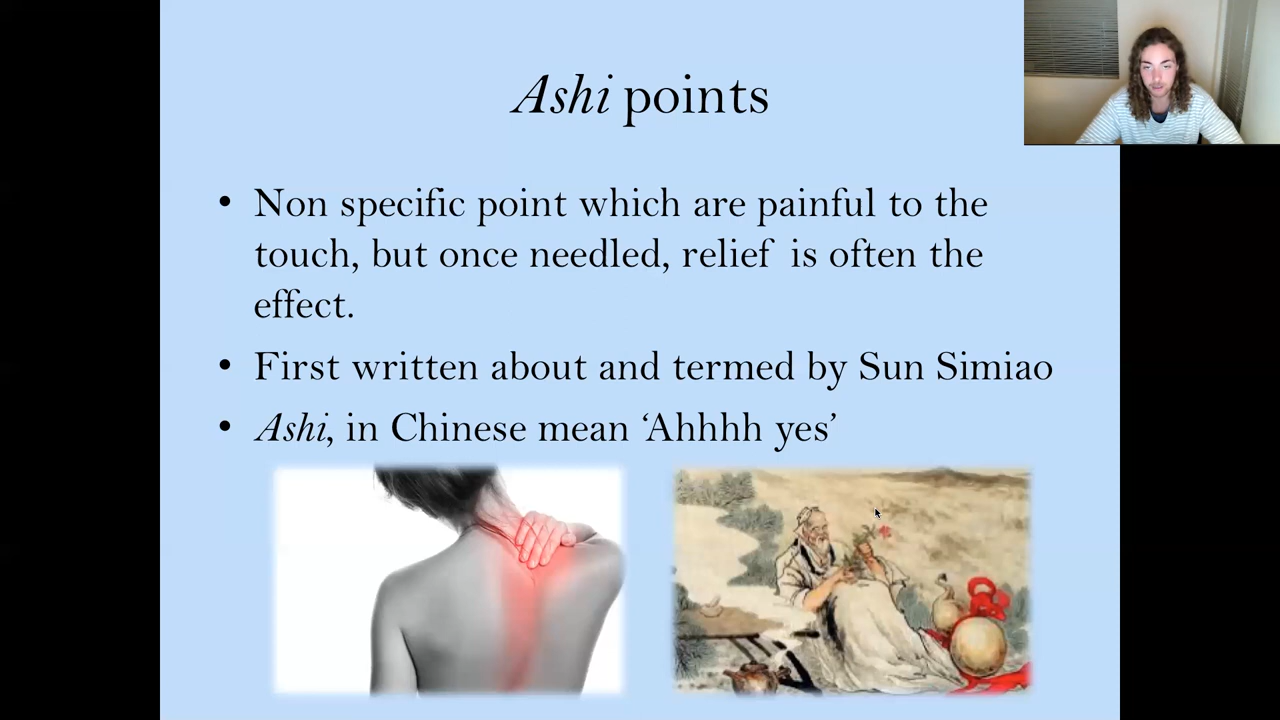 Ashi points
• Non specific point which are painful to the
touch, but once needled, relief is often the
effect.
• First written about and termed by Sun Simiao
• Ashi, in Chinese mean ‘Ahhhh yes’